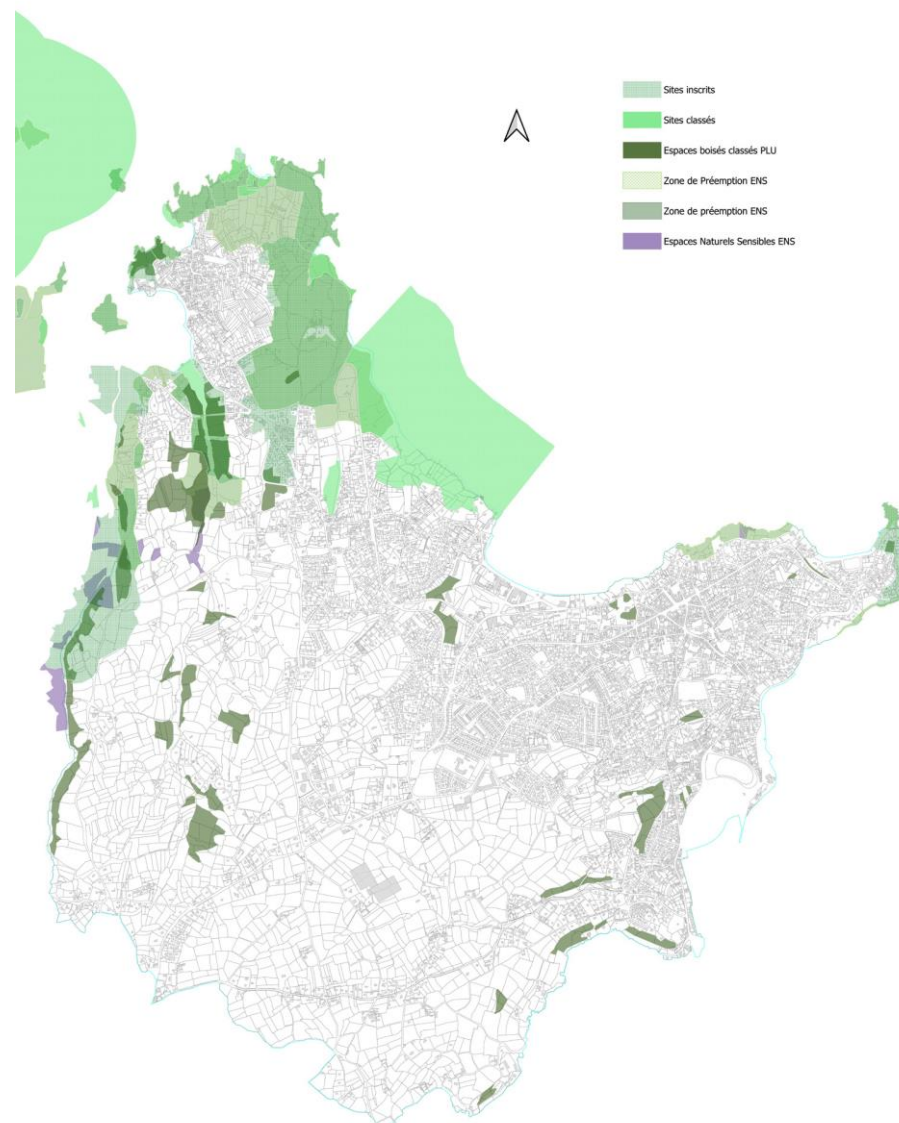 Sites inscrits
Sites classés
Espaces boisés classés PLU
Zone de Préemption ENS
Zone de préemption ENS
Espaces Naturels Sensibles ENS